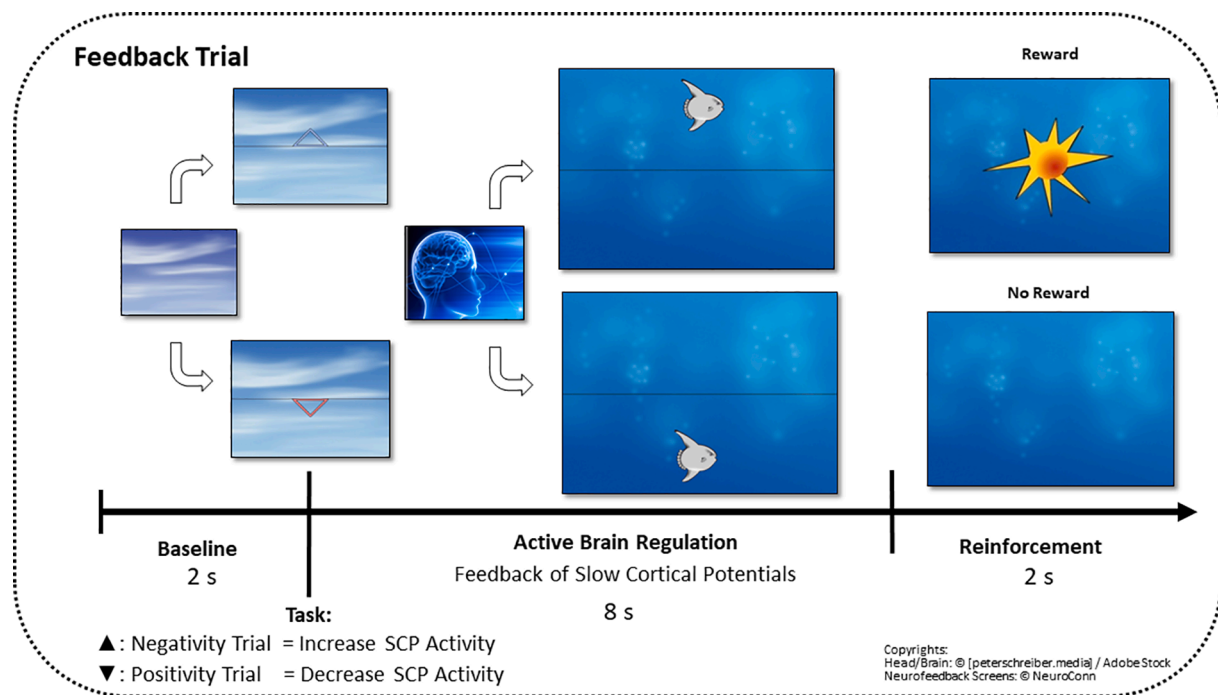 Feedback Trial
Reward
No Reward
Baseline
2 s
Active Brain Regulation
Feedback of Slow Cortical Potentials
8 s
Reinforcement
2 s
Task:
▲: Negativity Trial = Increase SCP Activity
▼: Positivity Trial = Decrease SCP Activity
Copyrights:
Head/Brain: © [peterschreiber.media] / Adobe Stock
Neurofeedback Screens: © NeuroConn